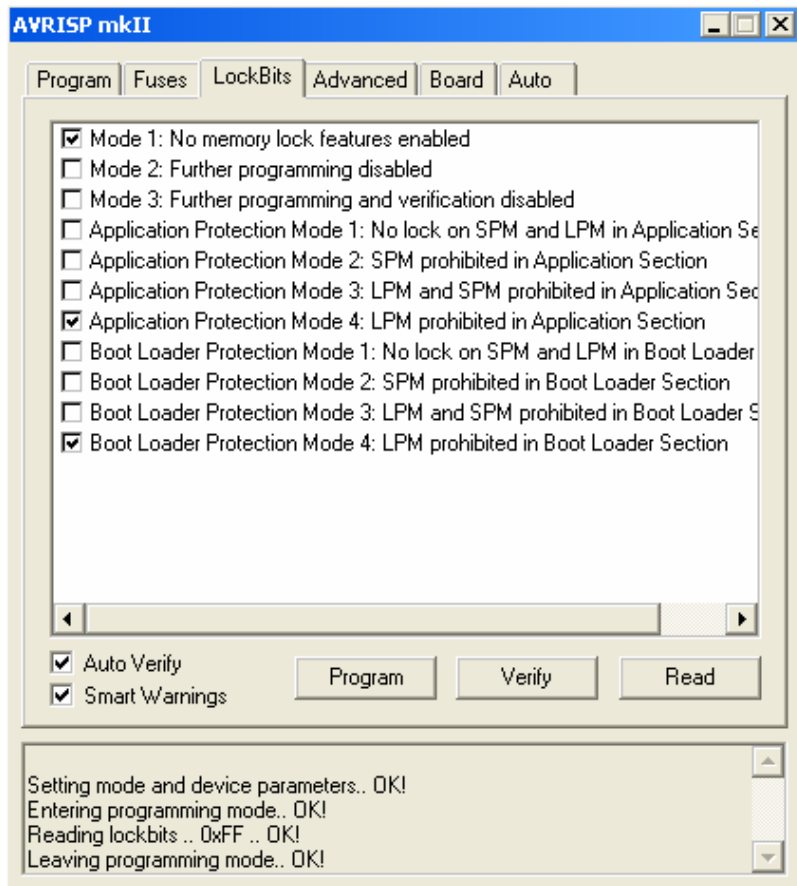 AVRISP mkII
Program Fuses LockBits Advanced Board Auto
Mode 1: No memory lock features enabled
Mode 2: Further programming disabled
Mode 3: Further programming and verification disabled
Application Protection Mode 1: No lock on SPM and LPM in Application Se
Application Protection Mode 2: SPM prohibited in Application Section
Application Protection Mode 3: LPM and SPM prohibited in Application Sec
Application Protection Mode 4: LPM prohibited in Application Section
Boot Loader Protection Mode 1: No lock on SPM and LPM in Boot Loader
Boot Loader Protection Mode 2: SPM prohibited in Boot Loader Section
Boot Loader Protection Mode 3: LPM and SPM prohibited in Boot Loader S
Boot Loader Protection Mode 4: LPM prohibited in Boot Loader Section
Auto Verify
Smart Warnings
Program Verify Read
Setting mode and device parameters.. OK!
Entering programming mode.. OK!
Reading lockbits .. 0xFF .. OK!
Leaving programming mode.. OK!